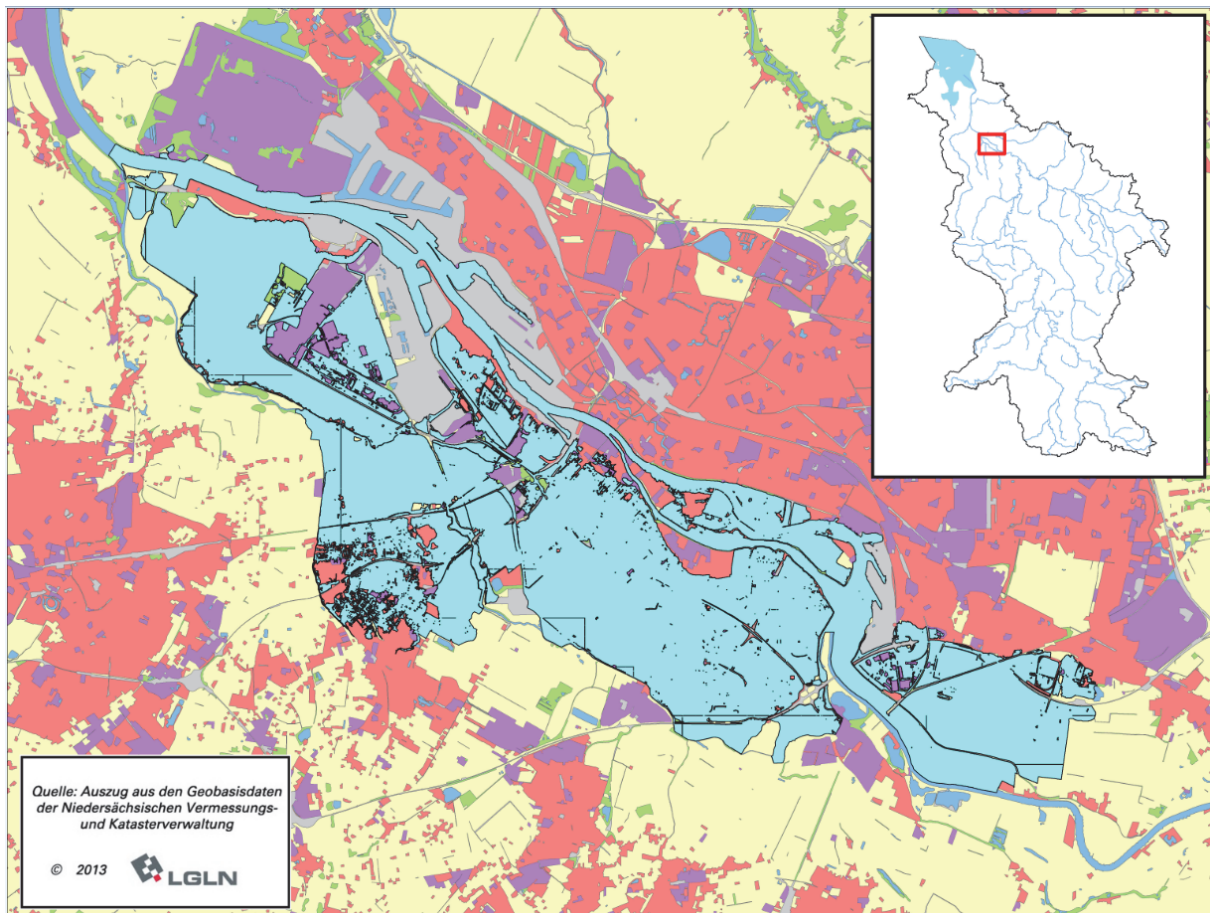 Quelle: Auszug aus den Geobasisdaten
der Niedersächsischen Vermessungs-
und Katasterverwaltung
© 2013 LGLN